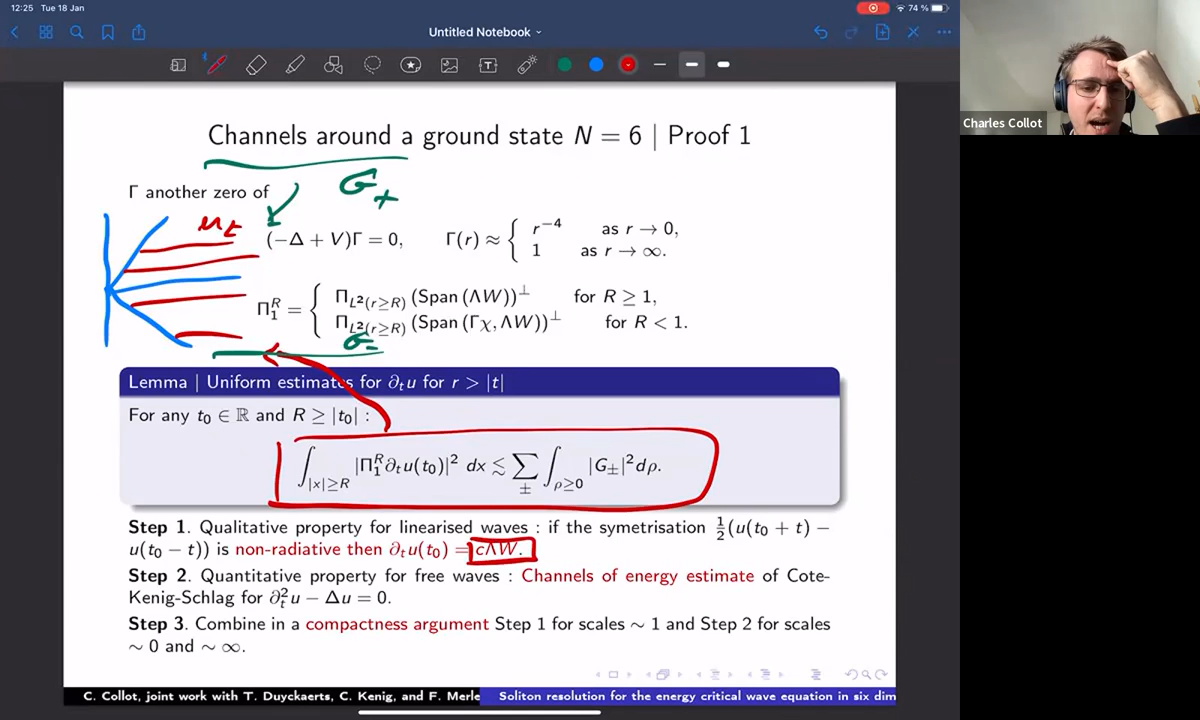 12:25 Tue 18 Jan
74 %
Untitled Notebook
Charles Collot
Channels around a ground state N = 6 | Proof 1
G+
Γ another zero of
u_t
(−Δ + V)Γ = 0, Γ(r) ≈ { r^{−4} as r → 0,
1 as r → ∞.
Π_1^R = { Π_{L²(r≥R)} (Span (ΛW))^⊥ for R ≥ 1,
Π_{L²(r≥R)} (Span (Γχ, ΛW))^⊥ for R < 1.
G-
Lemma | Uniform estimates for ∂_t u for r > |t|
For any t_0 ∈ ℝ and R ≥ |t_0| :
∫_{|x|≥R} |Π_1^R ∂_t u(t_0)|² dx ≲ ∑_± ∫_{ρ≥0} |G_±|² dρ.
Step 1. Qualitative property for linearised waves : if the symetrisation ½(u(t_0 + t) −
u(t_0 − t)) is non-radiative then ∂_t u(t_0) = cΛW.
Step 2. Quantitative property for free waves : Channels of energy estimate of Cote-
Kenig-Schlag for ∂_t² u − Δu = 0.
Step 3. Combine in a compactness argument Step 1 for scales ∼ 1 and Step 2 for scales
∼ 0 and ∼ ∞.
C. Collot, joint work with T. Duyckaerts, C. Kenig, and F. Merle Soliton resolution for the energy critical wave equation in six dim